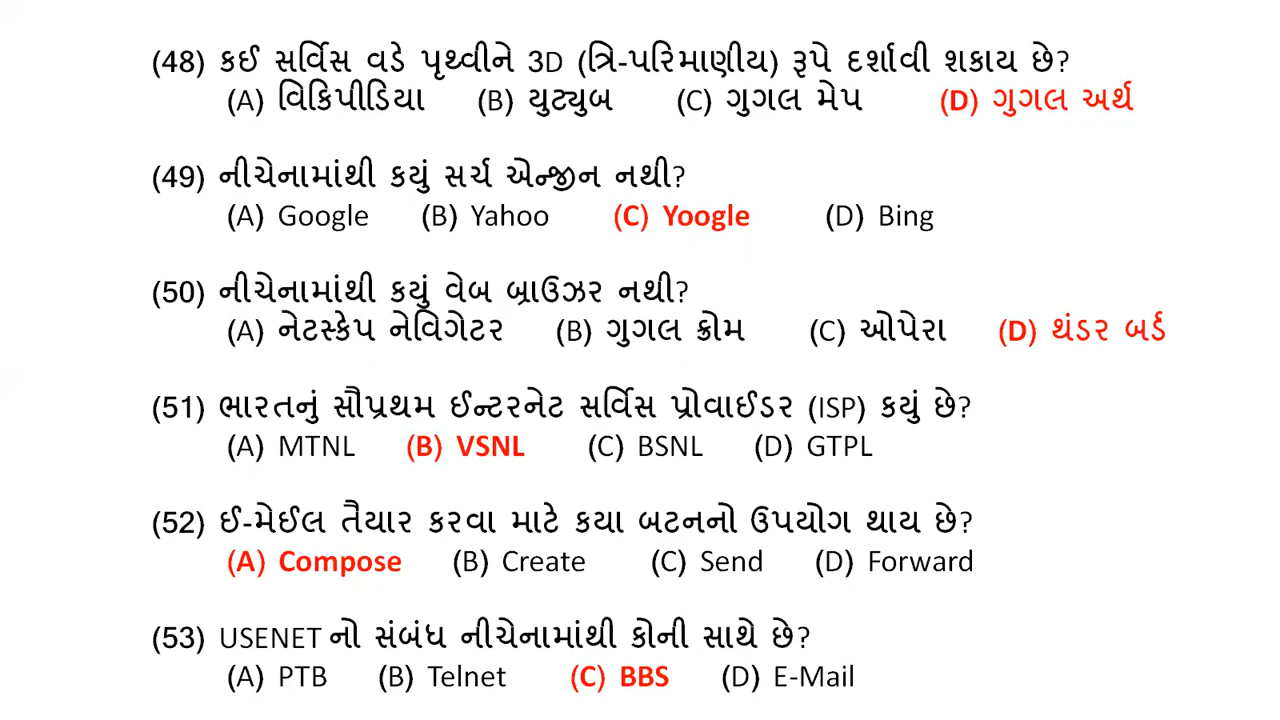 (48) કઈ સર્વિસ વડે પૃથ્વીને 3D (ત્રિ-પરિમાણીય) રૂપે દર્શાવી શકાય છે?
(A) વિકિપીડિયા (B) યુટ્યુબ (C) ગુગલ મેપ (D) ગુગલ અર્થ
(49) નીચેનામાંથી કયું સર્ચ એન્જીન નથી?
(A) Google (B) Yahoo (C) Yoogle (D) Bing
(50) નીચેનામાંથી કયું વેબ બ્રાઉઝર નથી?
(A) નેટસ્કેપ નેવિગેટર (B) ગુગલ ક્રોમ (C) ઓપેરા (D) થંડર બર્ડ
(51) ભારતનું સૌપ્રથમ ઈન્ટરનેટ સર્વિસ પ્રોવાઈડર (ISP) કયું છે?
(A) MTNL (B) VSNL (C) BSNL (D) GTPL
(52) ઈ-મેઈલ તૈયાર કરવા માટે કયા બટનનો ઉપયોગ થાય છે?
(A) Compose (B) Create (C) Send (D) Forward
(53) USENET નો સંબંધ નીચેનામાંથી કોની સાથે છે?
(A) PTB (B) Telnet (C) BBS (D) E-Mail